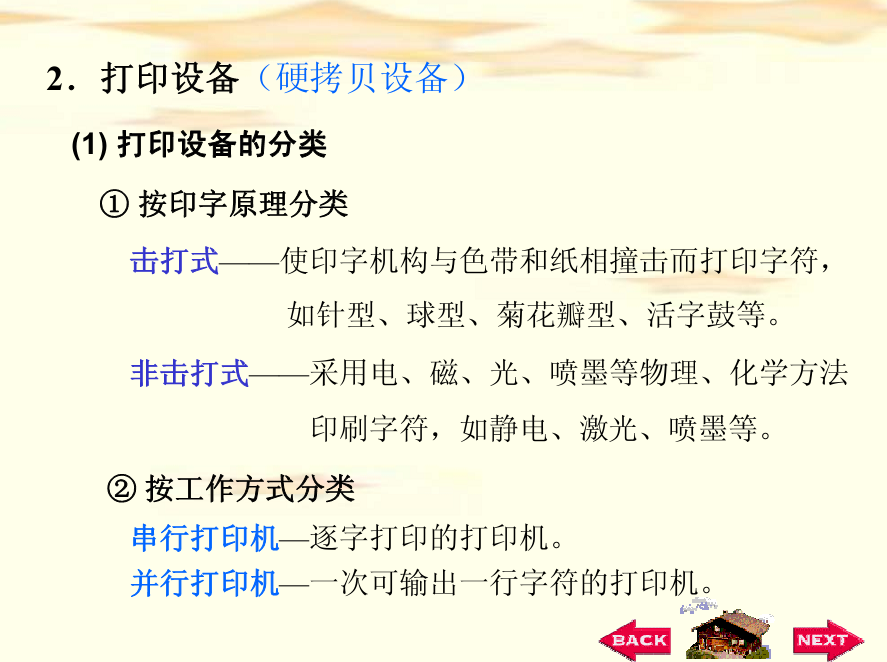 2．打印设备（硬拷贝设备）
(1) 打印设备的分类
① 按印字原理分类
击打式——使印字机构与色带和纸相撞击而打印字符，
如针型、球型、菊花瓣型、活字鼓等。
非击打式——采用电、磁、光、喷墨等物理、化学方法
印刷字符，如静电、激光、喷墨等。
② 按工作方式分类
串行打印机—逐字打印的打印机。
并行打印机—一次可输出一行字符的打印机。
BACK NEXT